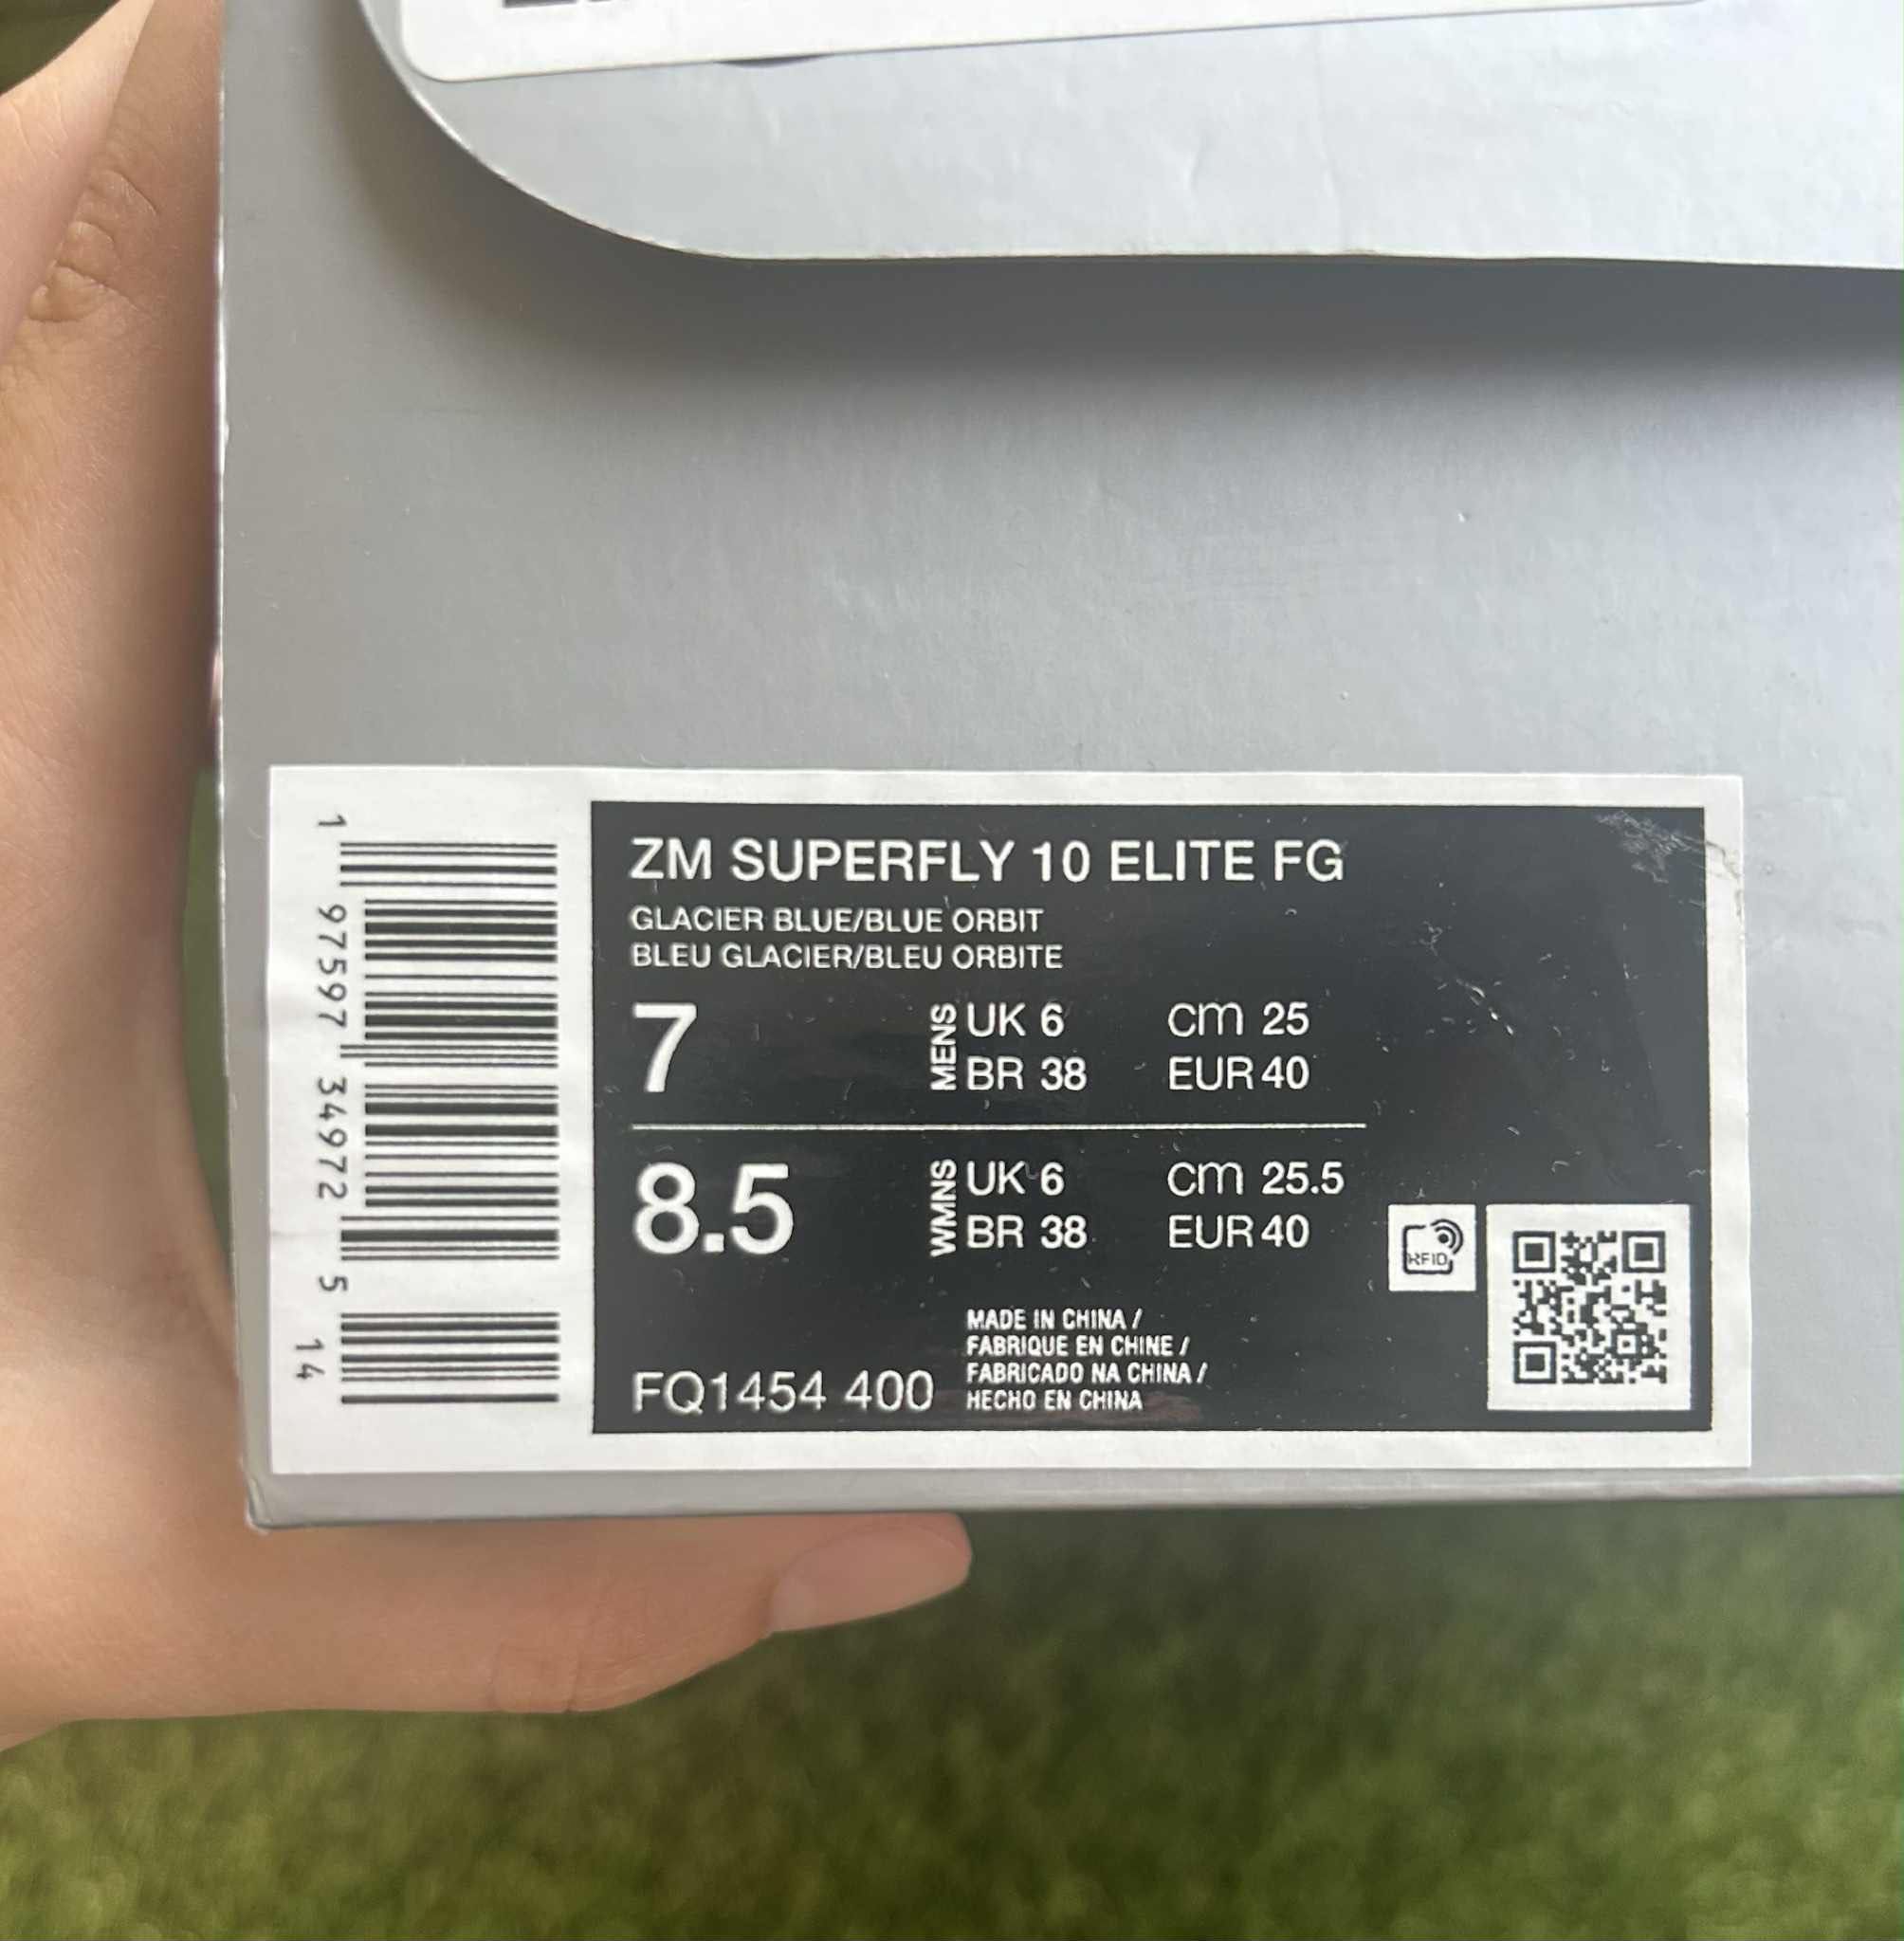 ZM SUPERFLY 10 ELITE FG
GLACIER BLUE/BLUE ORBIT
BLEU GLACIER/BLEU ORBITE
7 MENS UK 6 cm 25
BR 38 EUR 40
8.5 WMNS UK 6 cm 25.5
BR 38 EUR 40
RFID
MADE IN CHINA /
FABRIQUE EN CHINE /
FABRICADO NA CHINA /
FQ1454 400 HECHO EN CHINA
1 97597 34972 5 14